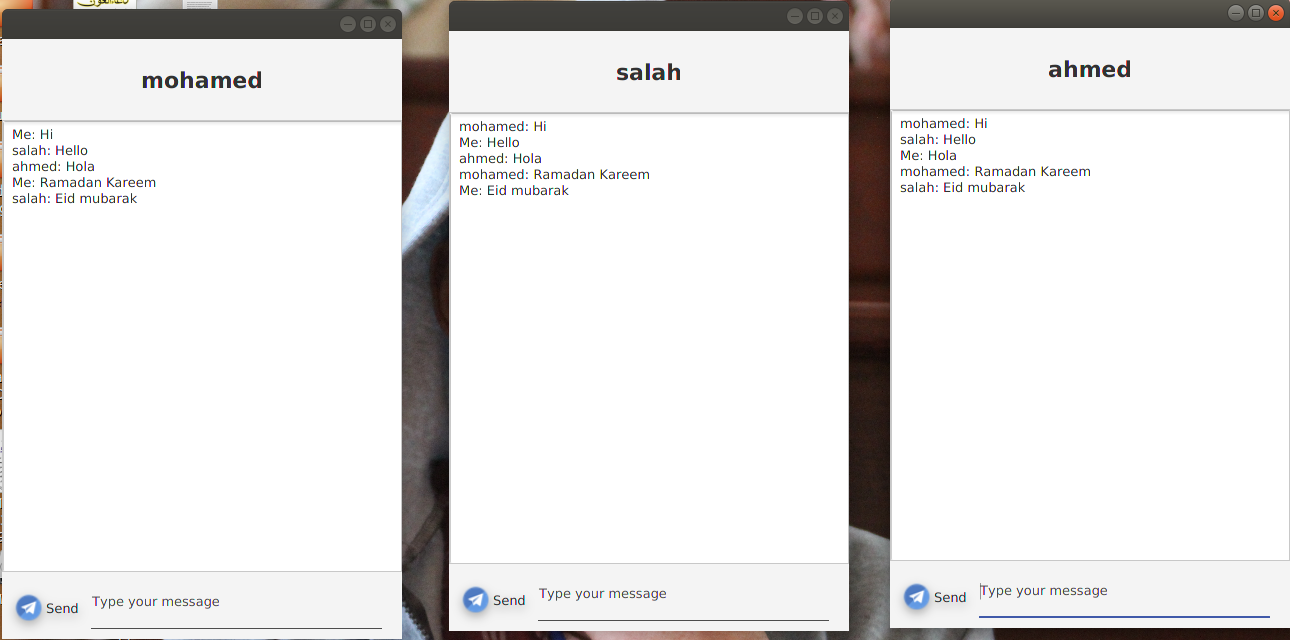 mohamed
Me: Hi
salah: Hello
ahmed: Hola
Me: Ramadan Kareem
salah: Eid mubarak
Send
Type your message
salah
mohamed: Hi
Me: Hello
ahmed: Hola
mohamed: Ramadan Kareem
Me: Eid mubarak
Send
Type your message
ahmed
mohamed: Hi
salah: Hello
Me: Hola
mohamed: Ramadan Kareem
salah: Eid mubarak
Send
Type your message